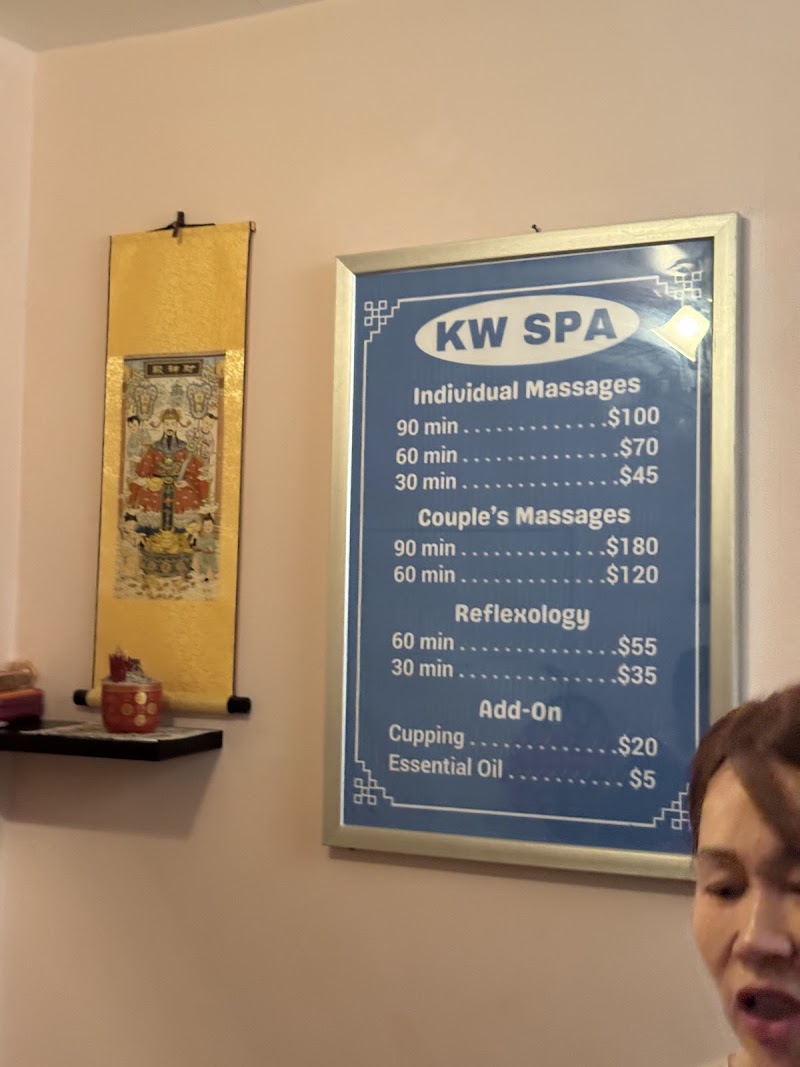 KW SPA
Individual Massages
90 min.............$100
60 min.............$70
30 min.............$45
Couple's Massages
90 min.............$180
60 min.............$120
Reflexology
60 min.............$55
30 min.............$35
Add-On
Cupping.............$20
Essential Oil..........$5